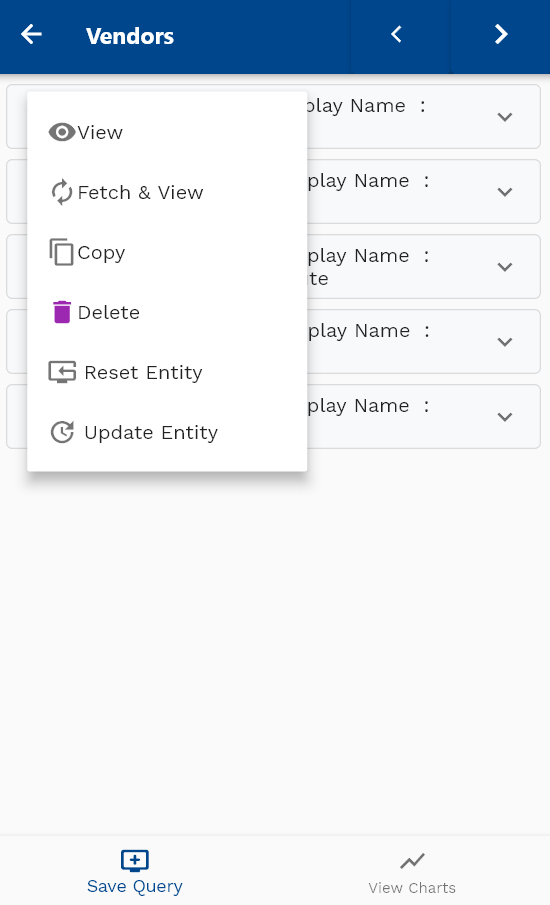 Vendors
play Name :
View
play Name :
Fetch & View
play Name :
Copy
te
Delete
play Name :
Reset Entity
play Name :
Update Entity
Save Query
View Charts